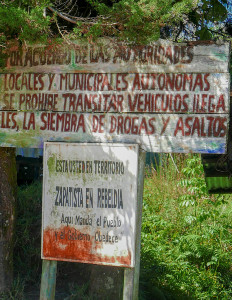 POR ACUERDO DE LAS AUTORIDADES
LOCALES Y MUNICIPALES AUTONOMAS
SE PROHIBE TRANSITAR VEHICULOS ILEGA
LES, LA SIEMBRA DE DROGAS Y ASALTOS
ESTA USTED EN TERRITORIO
ZAPATISTA EN REBELDIA
Aqui Manda el Pueblo
y el Gobierno Obedece